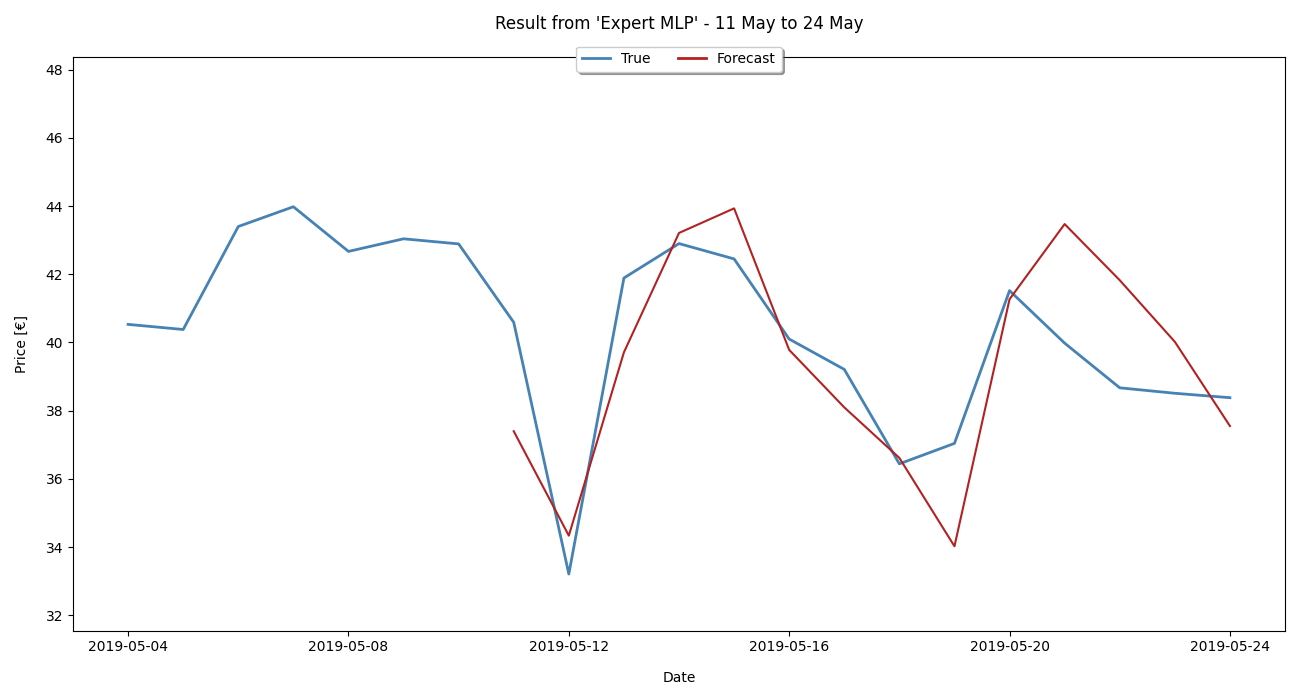 Result from 'Expert MLP' - 11 May to 24 May
True Forecast
48
46
44
42
40
38
36
34
32
Price [€]
2019-05-04 2019-05-08 2019-05-12 2019-05-16 2019-05-20 2019-05-24
Date